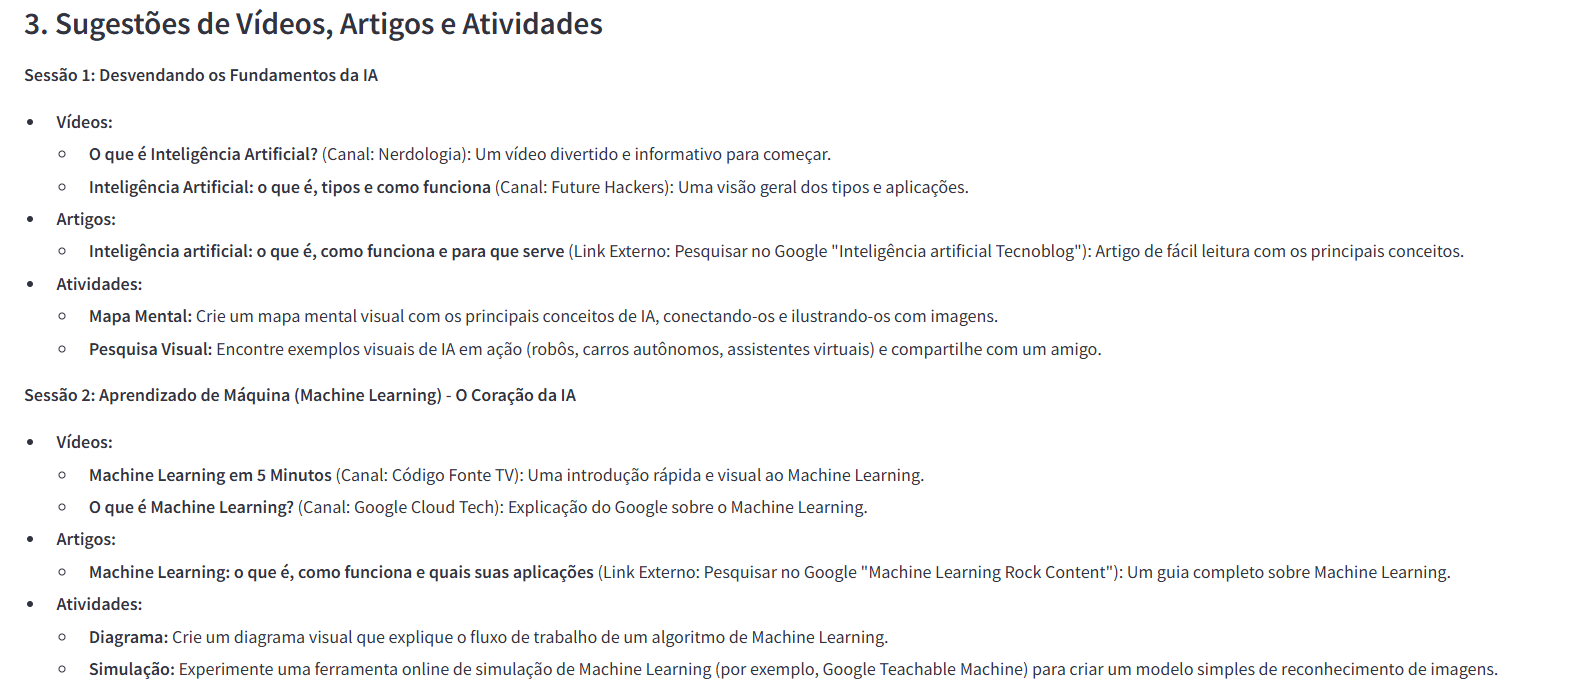 3. Sugestões de Vídeos, Artigos e Atividades
Sessão 1: Desvendando os Fundamentos da IA
• Vídeos:
○ O que é Inteligência Artificial? (Canal: Nerdologia): Um vídeo divertido e informativo para começar.
○ Inteligência Artificial: o que é, tipos e como funciona (Canal: Future Hackers): Uma visão geral dos tipos e aplicações.
• Artigos:
○ Inteligência artificial: o que é, como funciona e para que serve (Link Externo: Pesquisar no Google "Inteligência artificial Tecnoblog"): Artigo de fácil leitura com os principais conceitos.
• Atividades:
○ Mapa Mental: Crie um mapa mental visual com os principais conceitos de IA, conectando-os e ilustrando-os com imagens.
○ Pesquisa Visual: Encontre exemplos visuais de IA em ação (robôs, carros autônomos, assistentes virtuais) e compartilhe com um amigo.
Sessão 2: Aprendizado de Máquina (Machine Learning) - O Coração da IA
• Vídeos:
○ Machine Learning em 5 Minutos (Canal: Código Fonte TV): Uma introdução rápida e visual ao Machine Learning.
○ O que é Machine Learning? (Canal: Google Cloud Tech): Explicação do Google sobre o Machine Learning.
• Artigos:
○ Machine Learning: o que é, como funciona e quais suas aplicações (Link Externo: Pesquisar no Google "Machine Learning Rock Content"): Um guia completo sobre Machine Learning.
• Atividades:
○ Diagrama: Crie um diagrama visual que explique o fluxo de trabalho de um algoritmo de Machine Learning.
○ Simulação: Experimente uma ferramenta online de simulação de Machine Learning (por exemplo, Google Teachable Machine) para criar um modelo simples de reconhecimento de imagens.